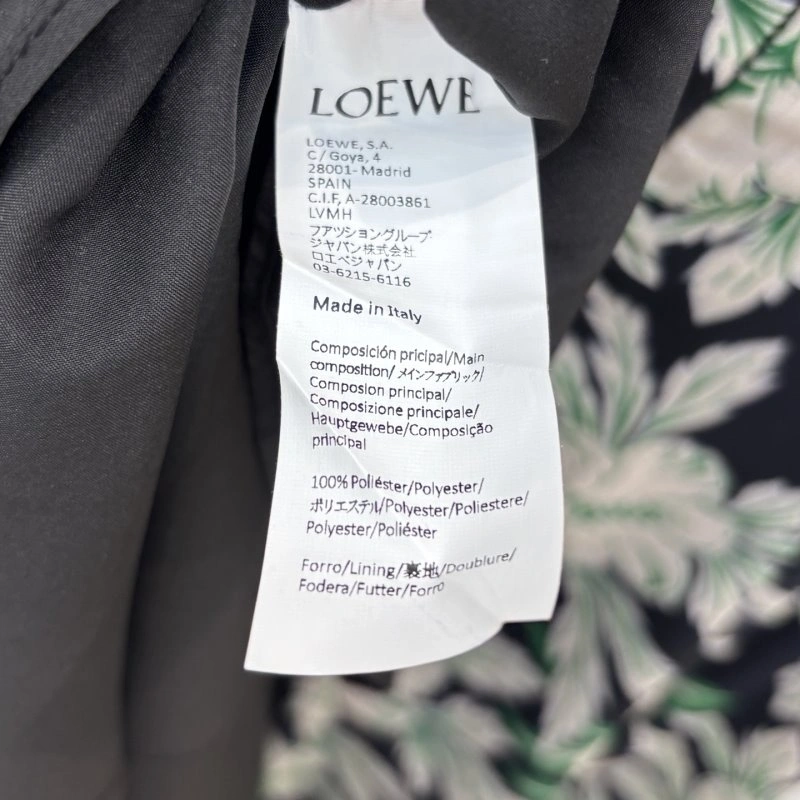 LOEWE
LOEWE, S.A.
C/ Goya, 4
28001- Madrid
SPAIN
C.I.F, A-28003861
LVMH
フアツショングループ
ジャパン株式会社
ロエベジャパン
03-6215-6116
Made in Italy
Composición pricipal/Main
composition/メインファブリック/
Composion principal/
Composizione principale/
Hauptgewebe/Composição
principal
100% Poliéster/Polyester/
ポリエステル/Polyester/Poliestere/
Polyester/Poliéster
Forro/Lining/裏地/Doublure/
Fodera/Futter/Forro